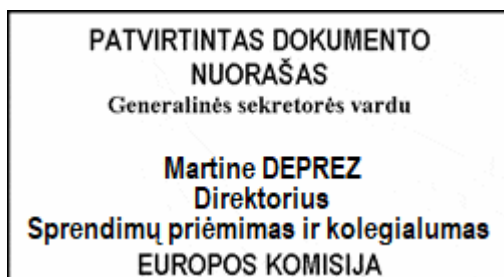 PATVIRTINTAS DOKUMENTO
NUORAŠAS
Generalinės sekretorės vardu
Martine DEPREZ
Direktorius
Sprendimų priėmimas ir kolegialumas
EUROPOS KOMISIJA